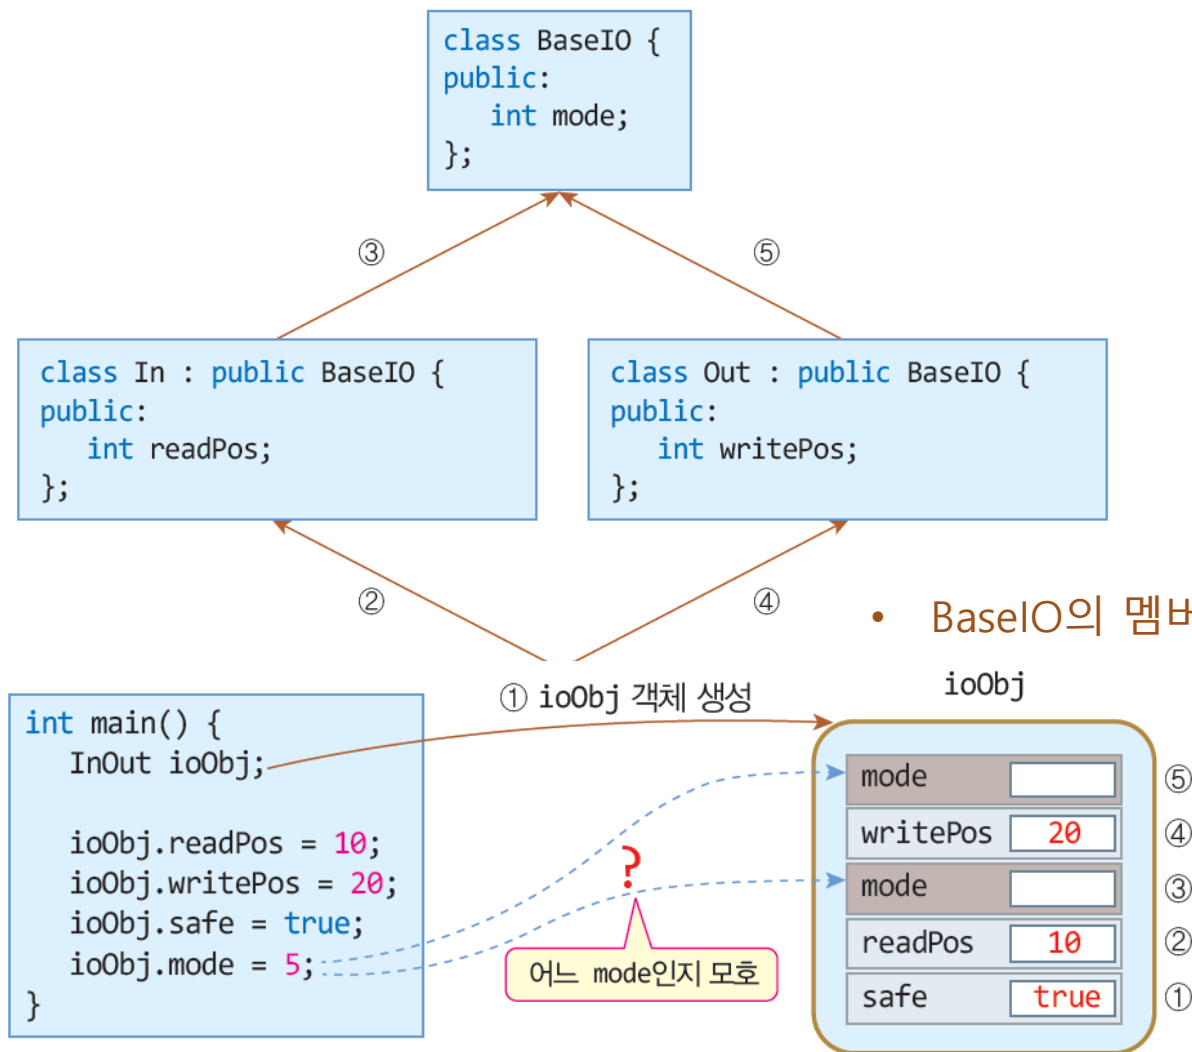 class BaseIO {
public:
int mode;
};
③
⑤
class In : public BaseIO {
public:
int readPos;
};
class Out : public BaseIO {
public:
int writePos;
};
②
④
• BaseIO의
① ioObj 객체 생성
ioObj
int main() {
InOut ioObj;
ioObj.readPos = 10;
ioObj.writePos = 20;
ioObj.safe = true;
ioObj.mode = 5;
}
?
어느 mode인지 모호
mode ⑤
writePos 20 ④
mode ③
readPos 10 ②
safe true ①